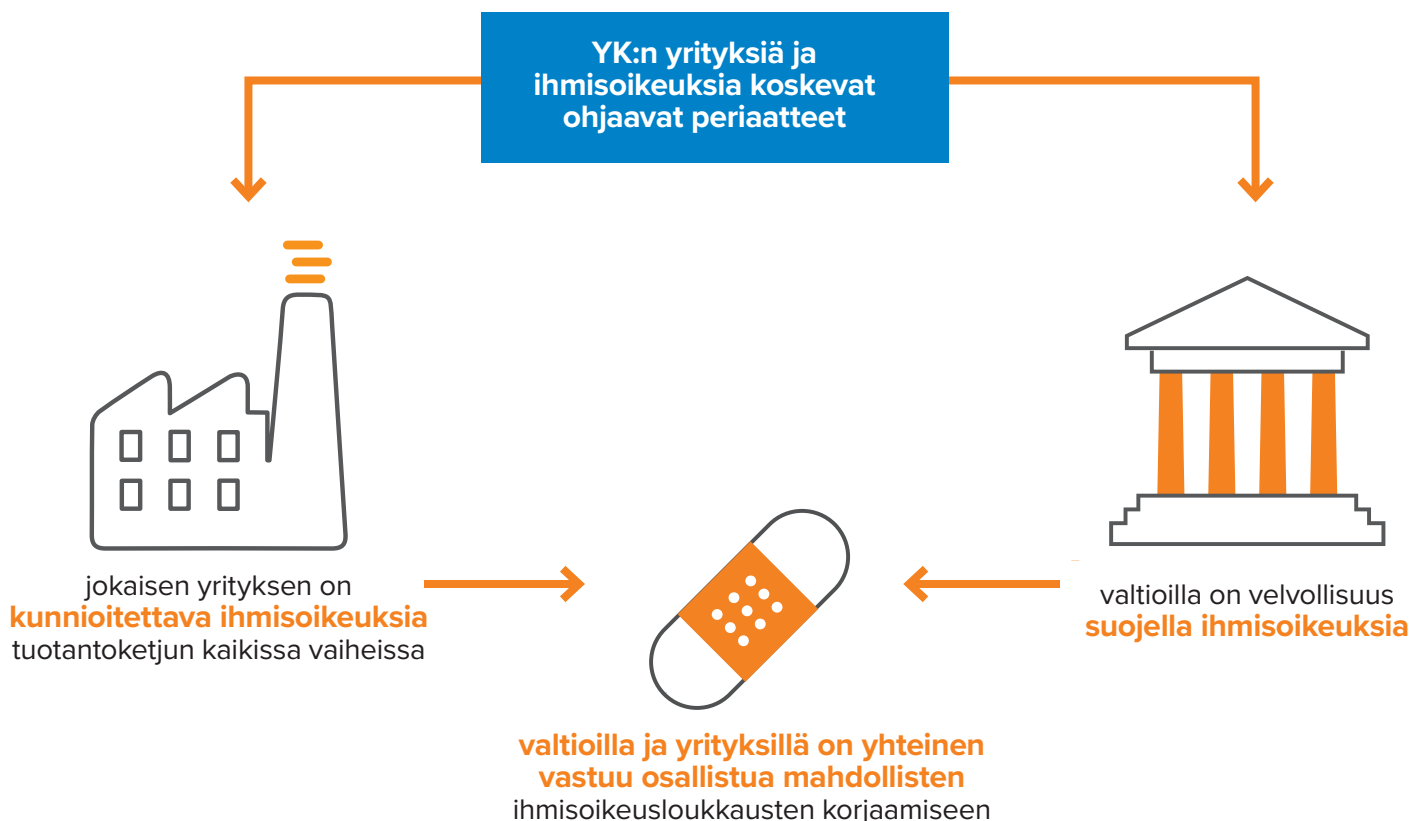 YK:n yrityksiä ja
ihmisoikeuksia koskevat
ohjaavat periaatteet
jokaisen yrityksen on
kunnioitettava ihmisoikeuksia
tuotantoketjun kaikissa vaiheissa
valtioilla on velvollisuus
suojella ihmisoikeuksia
valtioilla ja yrityksillä on yhteinen
vastuu osallistua mahdollisten
ihmisoikeusloukkausten korjaamiseen